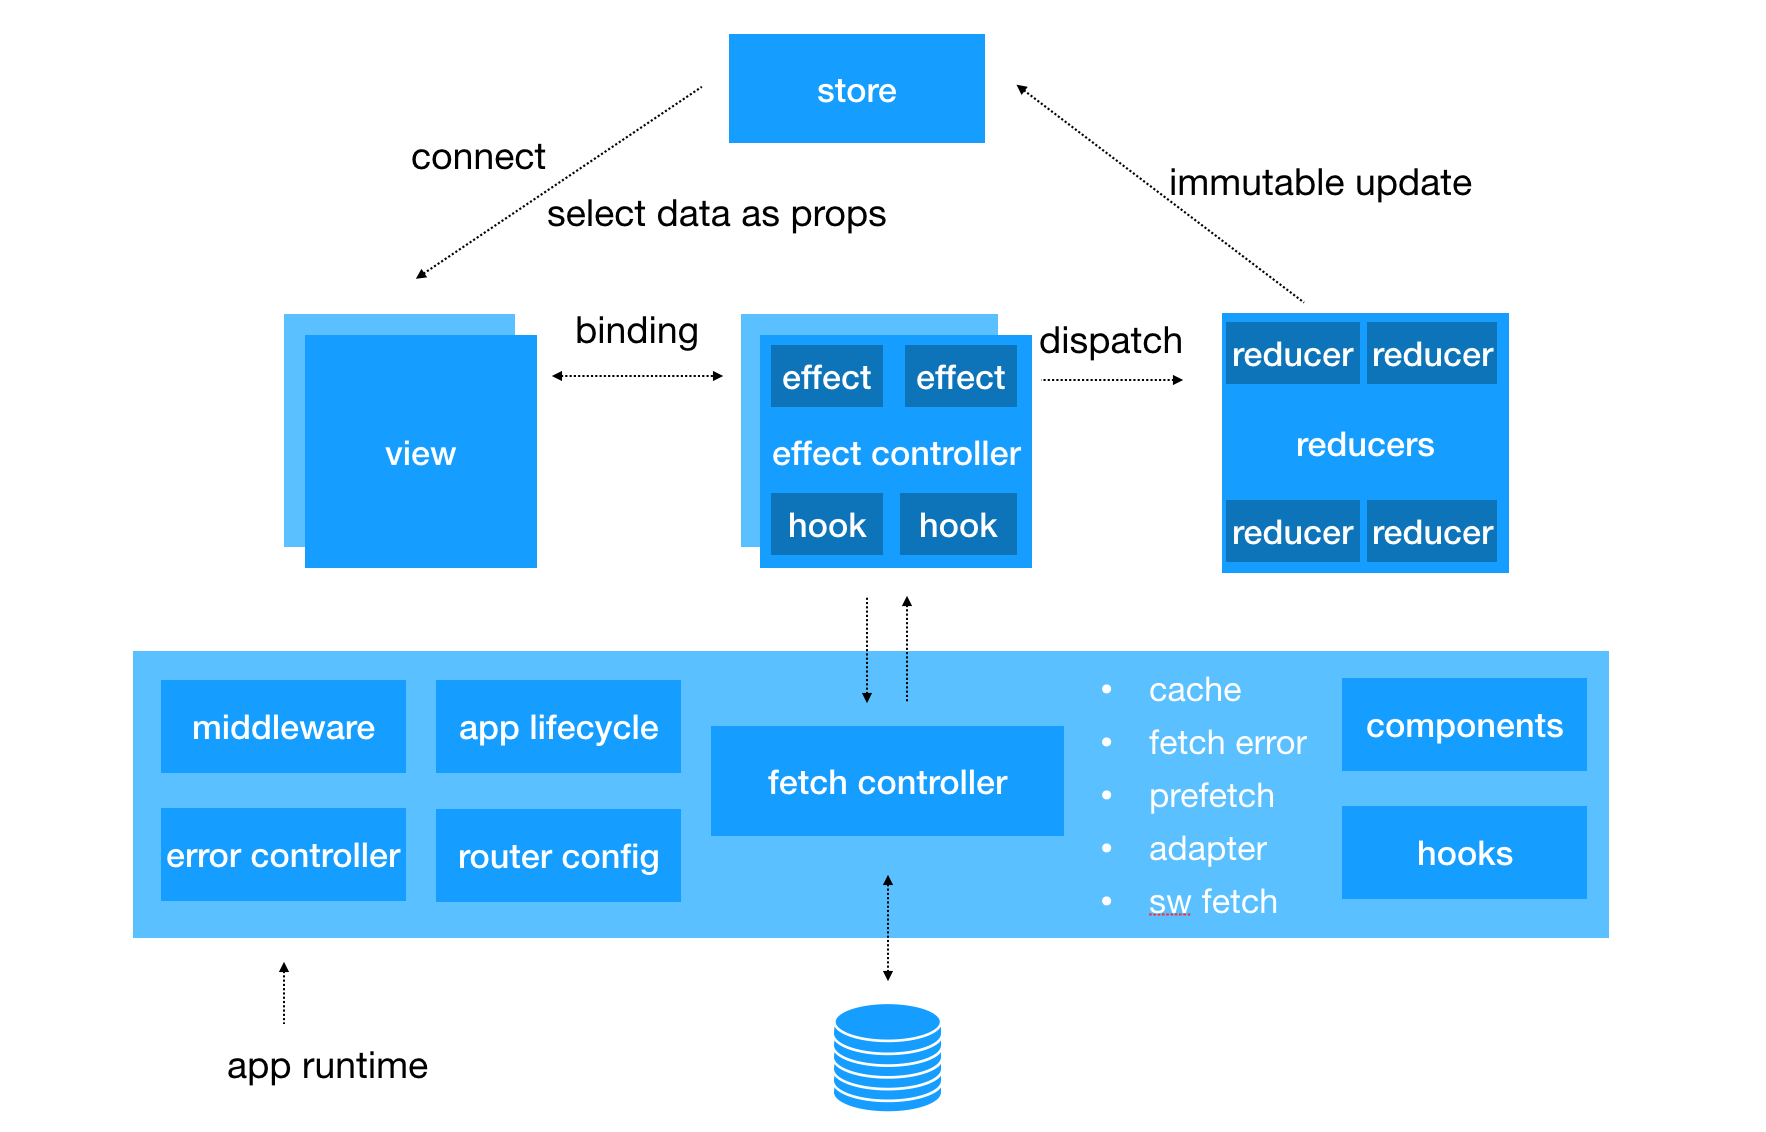 store
connect
select data as props
immutable update
view
binding
effect effect
effect controller
hook hook
dispatch
reducer reducer
reducers
reducer reducer
middleware
app lifecycle
error controller
router config
fetch controller
• cache
• fetch error
• prefetch
• adapter
• sw fetch
components
hooks
app runtime